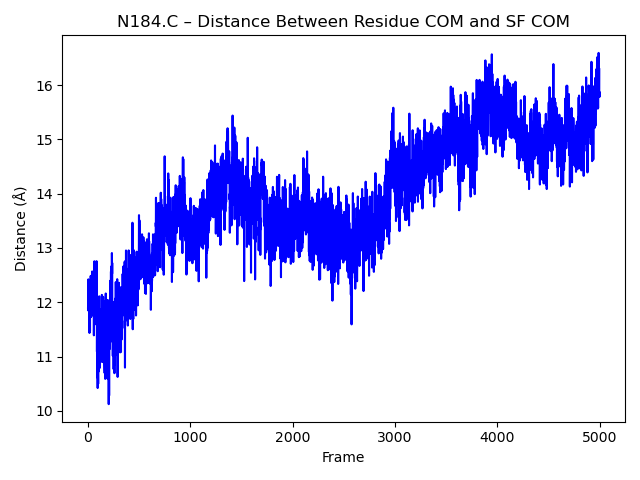 N184.C – Distance Between Residue COM and SF COM
16
15
14
13
12
11
10
Distance (Å)
0 1000 2000 3000 4000 5000
Frame